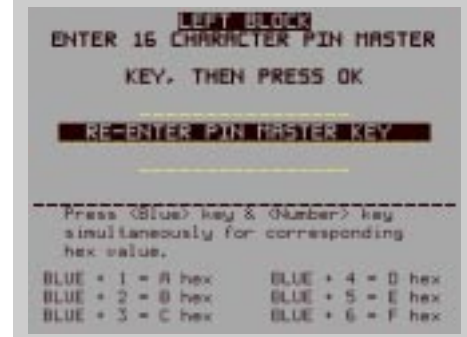 LEFT BLOCK
ENTER 16 CHARACTER PIN MASTER
KEY, THEN PRESS OK
RE-ENTER PIN MASTER KEY
Press <Blue> key & <Number> key
simultaneously for corresponding
hex value.
BLUE + 1 = A hex BLUE + 4 = D hex
BLUE + 2 = B hex BLUE + 5 = E hex
BLUE + 3 = C hex BLUE + 6 = F hex